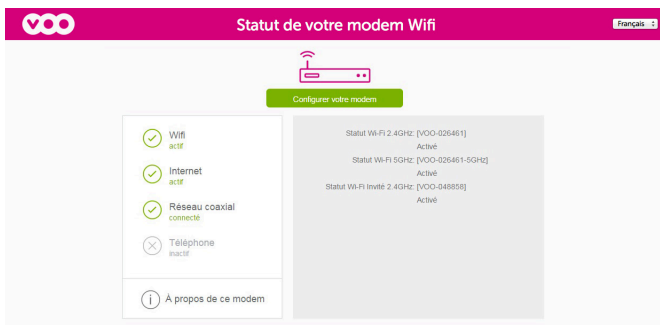 VOO
Statut de votre modem Wifi
Français
Configurer votre modem
Wifi
actif
Internet
actif
Réseau coaxial
connecté
Téléphone
inactif
À propos de ce modem
Statut Wi-Fi 2.4GHz: [VOO-026461]
Activé
Statut Wi-Fi 5GHz: [VOO-026461-5GHz]
Activé
Statut Wi-Fi Invité 2.4GHz: [VOO-048858]
Activé